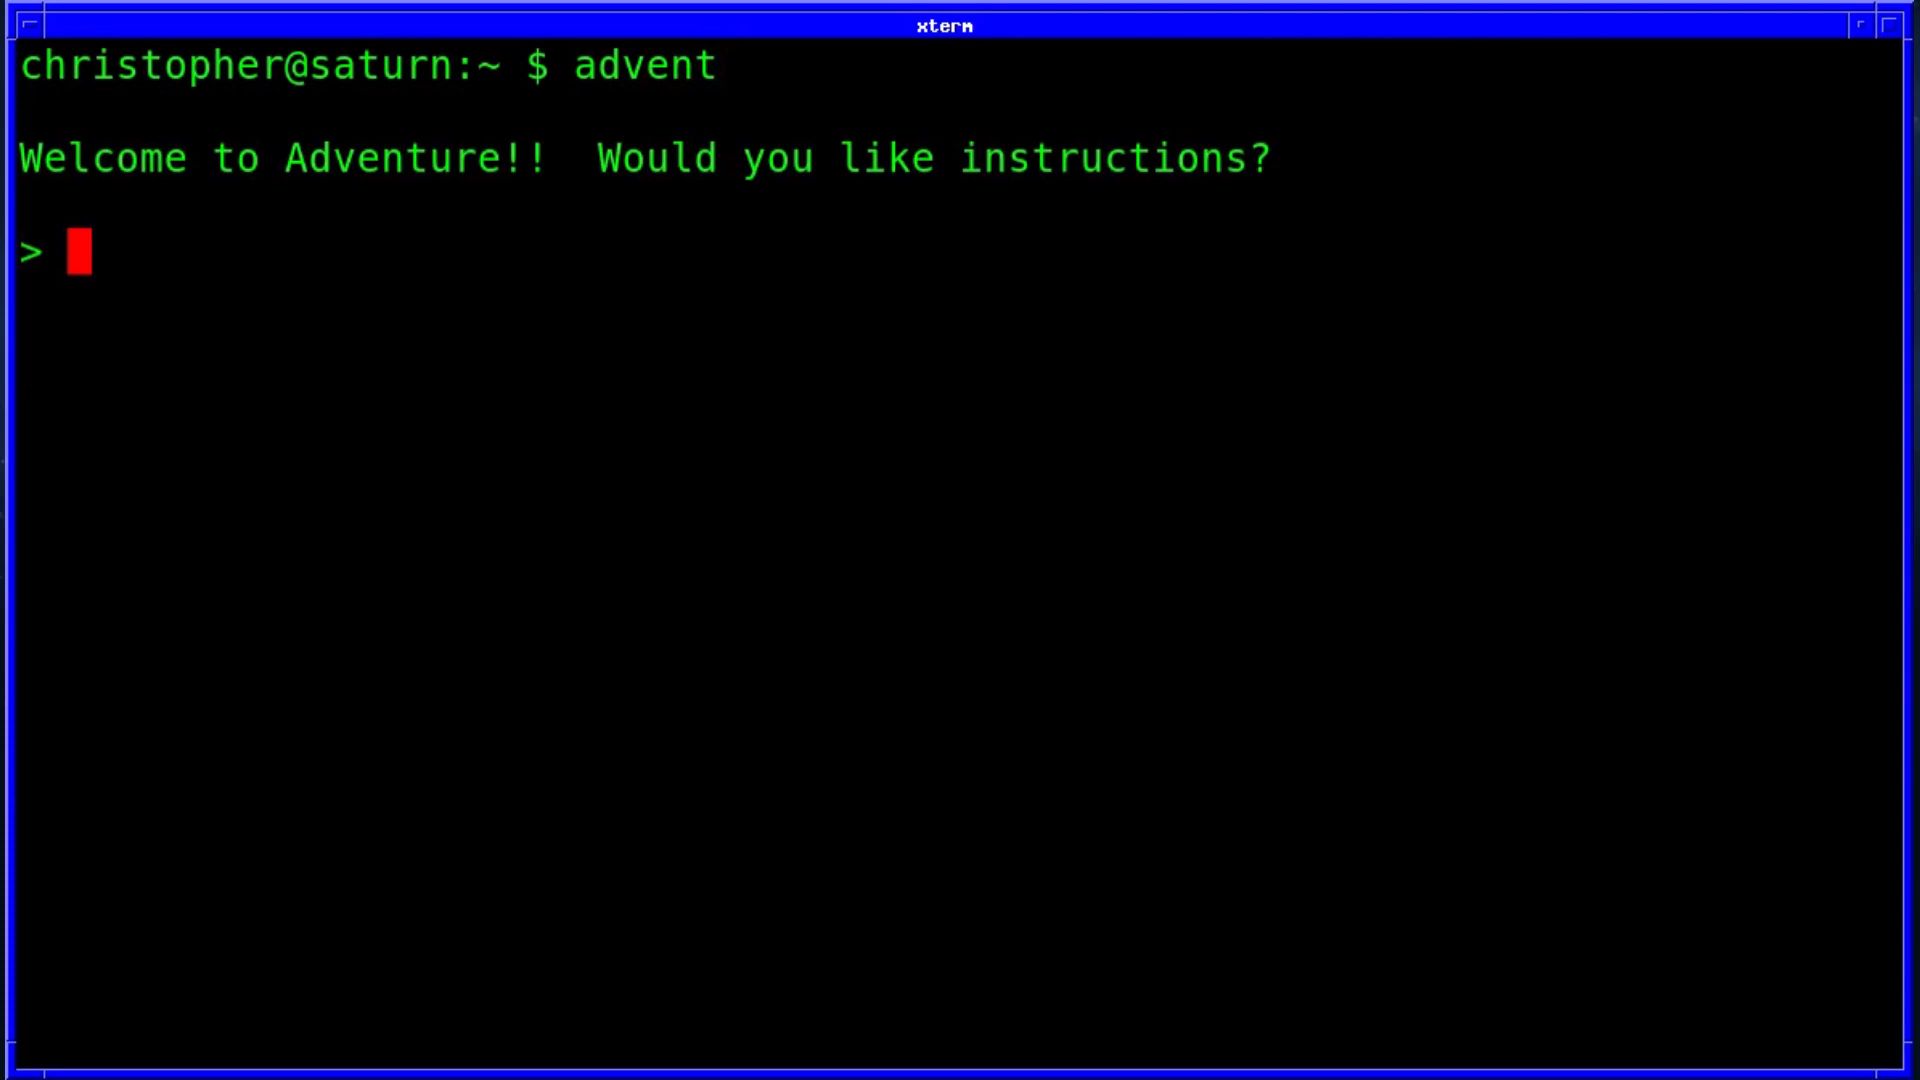 xterm
christopher@saturn:~ $ advent
Welcome to Adventure!!  Would you like instructions?
>